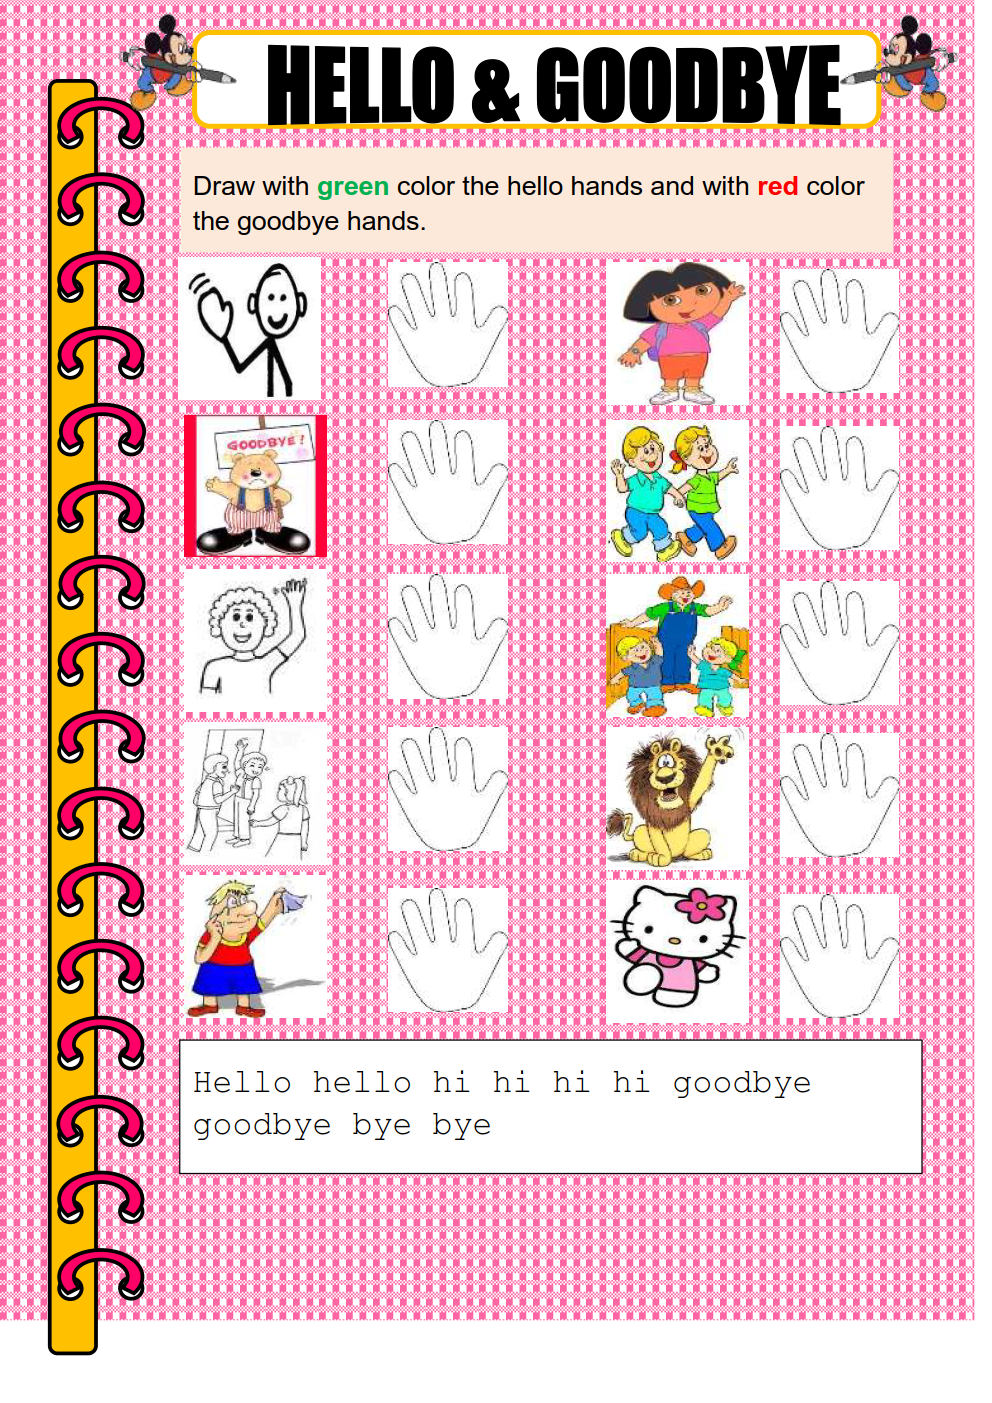 HELLO & GOODBYE
Draw with green color the hello hands and with red color
the goodbye hands.
GOODBYE!
Hello hello hi hi hi hi goodbye
goodbye bye bye